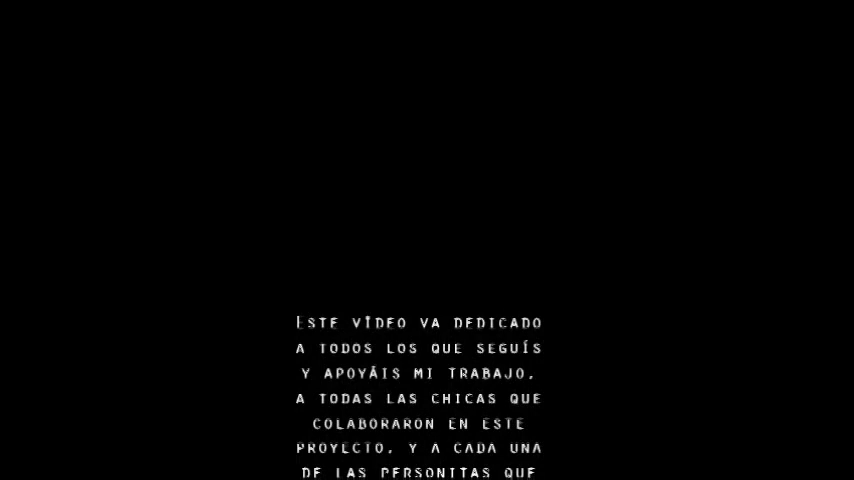 Este vídeo va dedicado
a todos los que seguís
y apoyáis mi trabajo,
a todas las chicas que
colaboraron en este
proyecto, y a cada una
de las personitas que